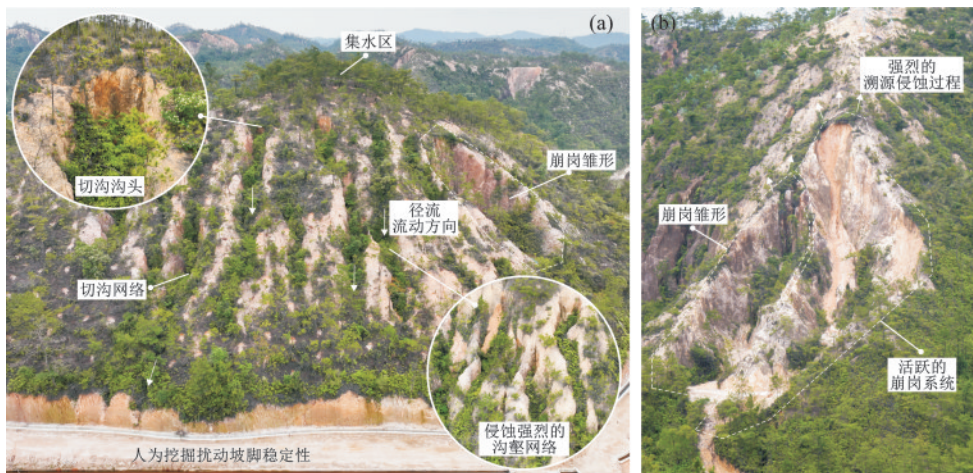 (a)
集水区
切沟沟头
崩岗雏形
径流
流动方向
切沟网络
侵蚀强烈的
沟壑网络
人为挖掘扰动坡脚稳定性
(b)
强烈的
溯源侵蚀过程
崩岗雏形
活跃的
崩岗系统